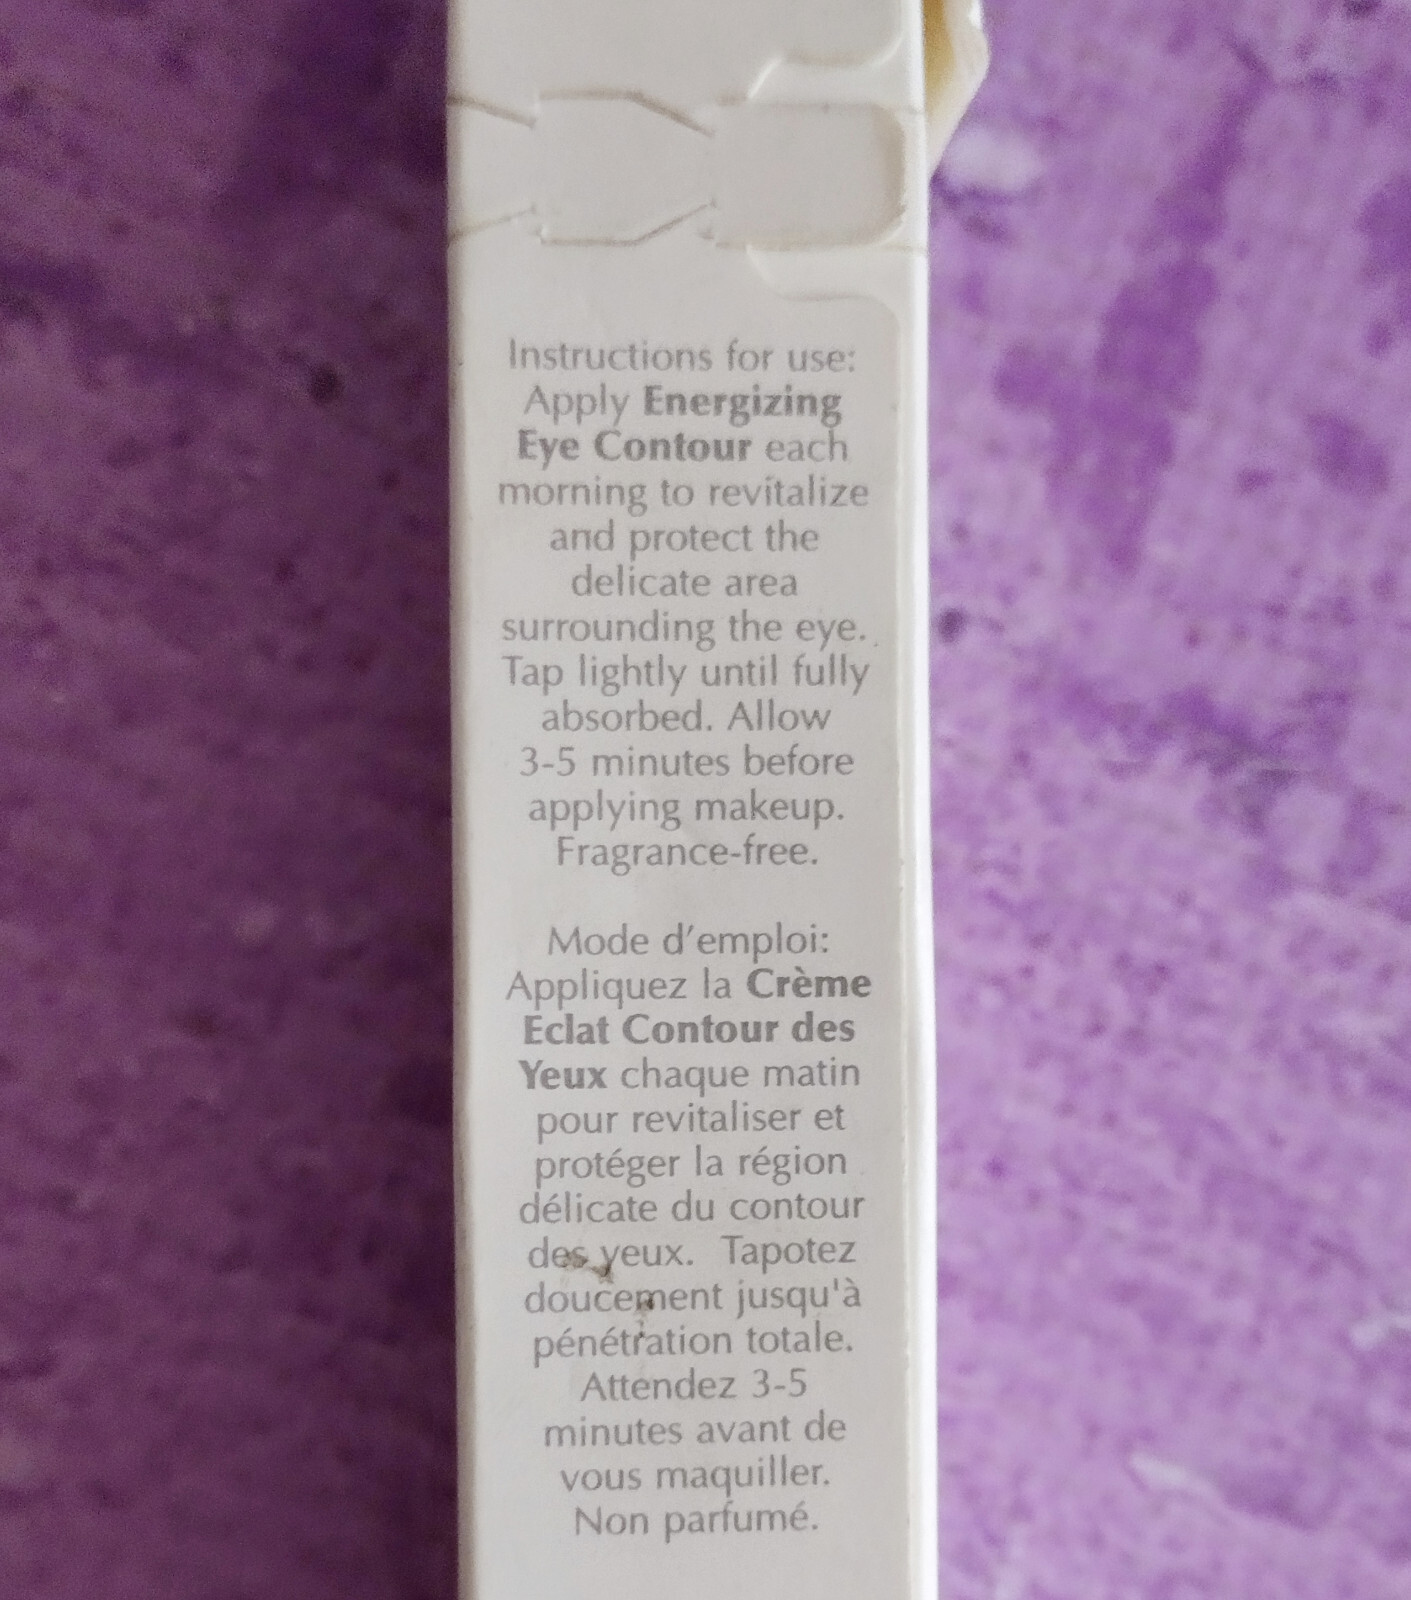 Instructions for use:
Apply Energizing
Eye Contour each
morning to revitalize
and protect the
delicate area
surrounding the eye.
Tap lightly until fully
absorbed. Allow
3-5 minutes before
applying makeup.
Fragrance-free.
Mode d'emploi:
Appliquez la Crème
Eclat Contour des
Yeux chaque matin
pour revitaliser et
protéger la région
délicate du contour
des yeux. Tapotez
doucement jusqu'à
pénétration totale.
Attendez 3-5
minutes avant de
vous maquiller.
Non parfumé.